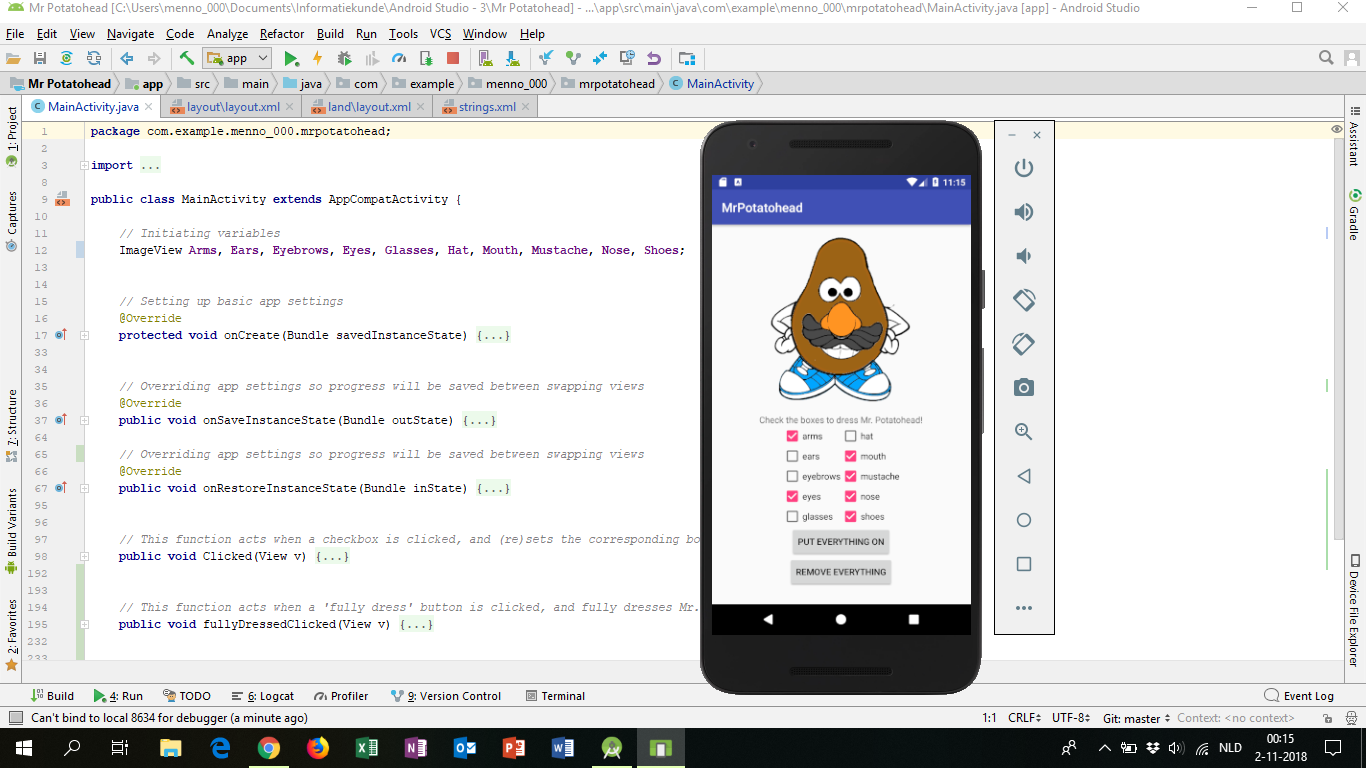 Mr Potatohead [C:\Users\menno_000\Documents\Informatiekunde\Android Studio - 3\Mr Potatohead] - ...\app\src\main\java\com\example\menno_000\mrpotatohead\MainActivity.java [app] - Android Studio
File Edit View Navigate Code Analyze Refactor Build Run Tools VCS Window Help
app
Mr Potatohead app src main java com example menno_000 mrpotatohead MainActivity
MainActivity.java layout\layout.xml land\layout.xml strings.xml
1: Project
Captures
7: Structure
Build Variants
2: Favorites
1 package com.example.menno_000.mrpotatohead;
2
3 import ...
8
9 public class MainActivity extends AppCompatActivity {
10
11 // Initiating variables
12 ImageView Arms, Ears, Eyebrows, Eyes, Glasses, Hat, Mouth, Mustache, Nose, Shoes;
13
14
15 // Setting up basic app settings
16 @Override
17 protected void onCreate(Bundle savedInstanceState) {...}
33
34
35 // Overriding app settings so progress will be saved between swapping views
36 @Override
37 public void onSaveInstanceState(Bundle outState) {...}
64
65 // Overriding app settings so progress will be saved between swapping views
66 @Override
67 public void onRestoreInstanceState(Bundle inState) {...}
95
96
97 // This function acts when a checkbox is clicked, and (re)sets the corresponding bo
98 public void Clicked(View v) {...}
192
193
194 // This function acts when a 'fully dress' button is clicked, and fully dresses Mr.
195 public void fullyDressedClicked(View v) {...}
232
233
11:15
MrPotatohead
Check the boxes to dress Mr. Potatohead!
arms hat
ears mouth
eyebrows mustache
eyes nose
glasses shoes
PUT EVERYTHING ON
REMOVE EVERYTHING
Assistant
Gradle
Device File Explorer
Build 4: Run TODO 6: Logcat Profiler 9: Version Control Terminal Event Log
Can't bind to local 8634 for debugger (a minute ago) 1:1 CRLF UTF-8 Git: master Context: <no context>
NLD
00:15
2-11-2018